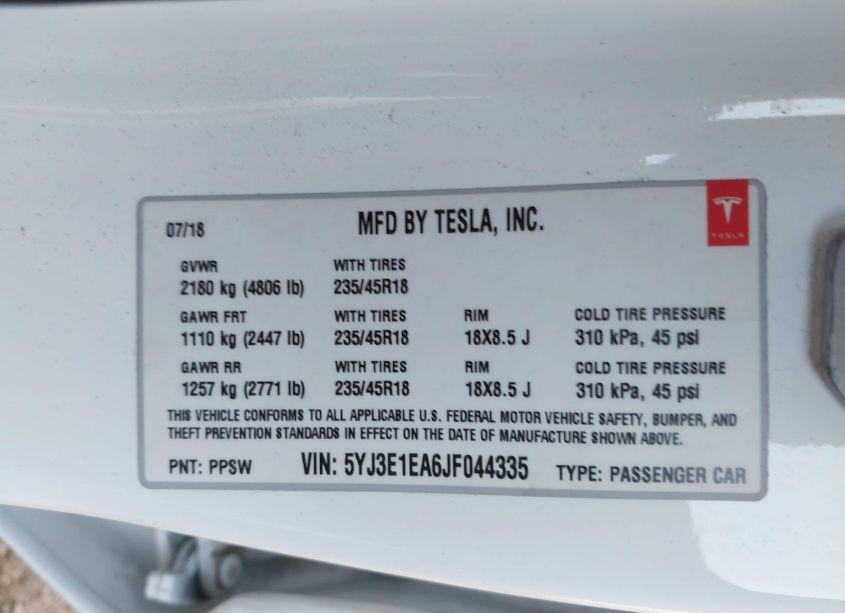 07/18 MFD BY TESLA, INC.
TESLA
GVWR WITH TIRES
2180 kg (4806 lb) 235/45R18
GAWR FRT WITH TIRES RIM COLD TIRE PRESSURE
1110 kg (2447 lb) 235/45R18 18X8.5 J 310 kPa, 45 psi
GAWR RR WITH TIRES RIM COLD TIRE PRESSURE
1257 kg (2771 lb) 235/45R18 18X8.5 J 310 kPa, 45 psi
THIS VEHICLE CONFORMS TO ALL APPLICABLE U.S. FEDERAL MOTOR VEHICLE SAFETY, BUMPER, AND
THEFT PREVENTION STANDARDS IN EFFECT ON THE DATE OF MANUFACTURE SHOWN ABOVE.
PNT: PPSW VIN: 5YJ3E1EA6JF044335 TYPE: PASSENGER CAR